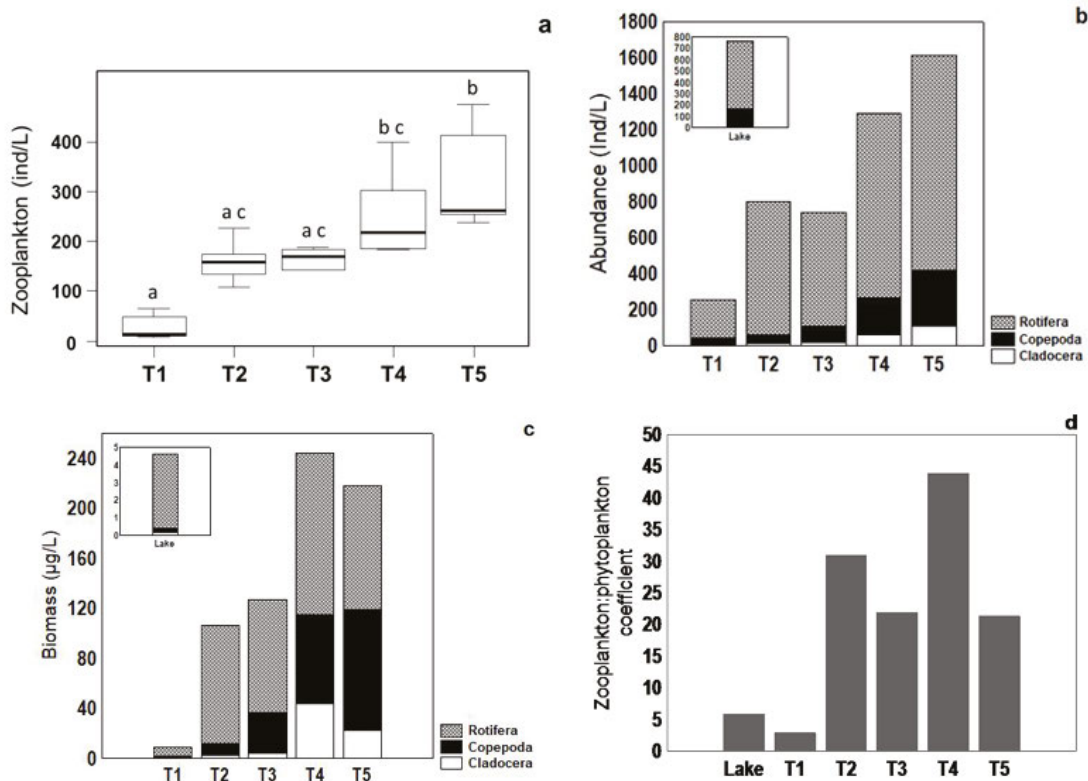 a
Zooplankton (ind/L)
400
300
200
100
0
a
a c
a c
b c
b
T1 T2 T3 T4 T5
b
Abundance (Ind/L)
1800
1600
1400
1200
1000
800
600
400
200
0
800
700
600
500
400
300
200
100
0
Lake
T1 T2 T3 T4 T5
Rotifera
Copepoda
Cladocera
c
Biomass (µg/L)
240
200
160
120
80
40
0
5
4
3
2
1
0
Lake
T1 T2 T3 T4 T5
Rotifera
Copepoda
Cladocera
d
Zooplankton:phytoplankton
coefficient
50
45
40
35
30
25
20
15
10
5
0
Lake T1 T2 T3 T4 T5